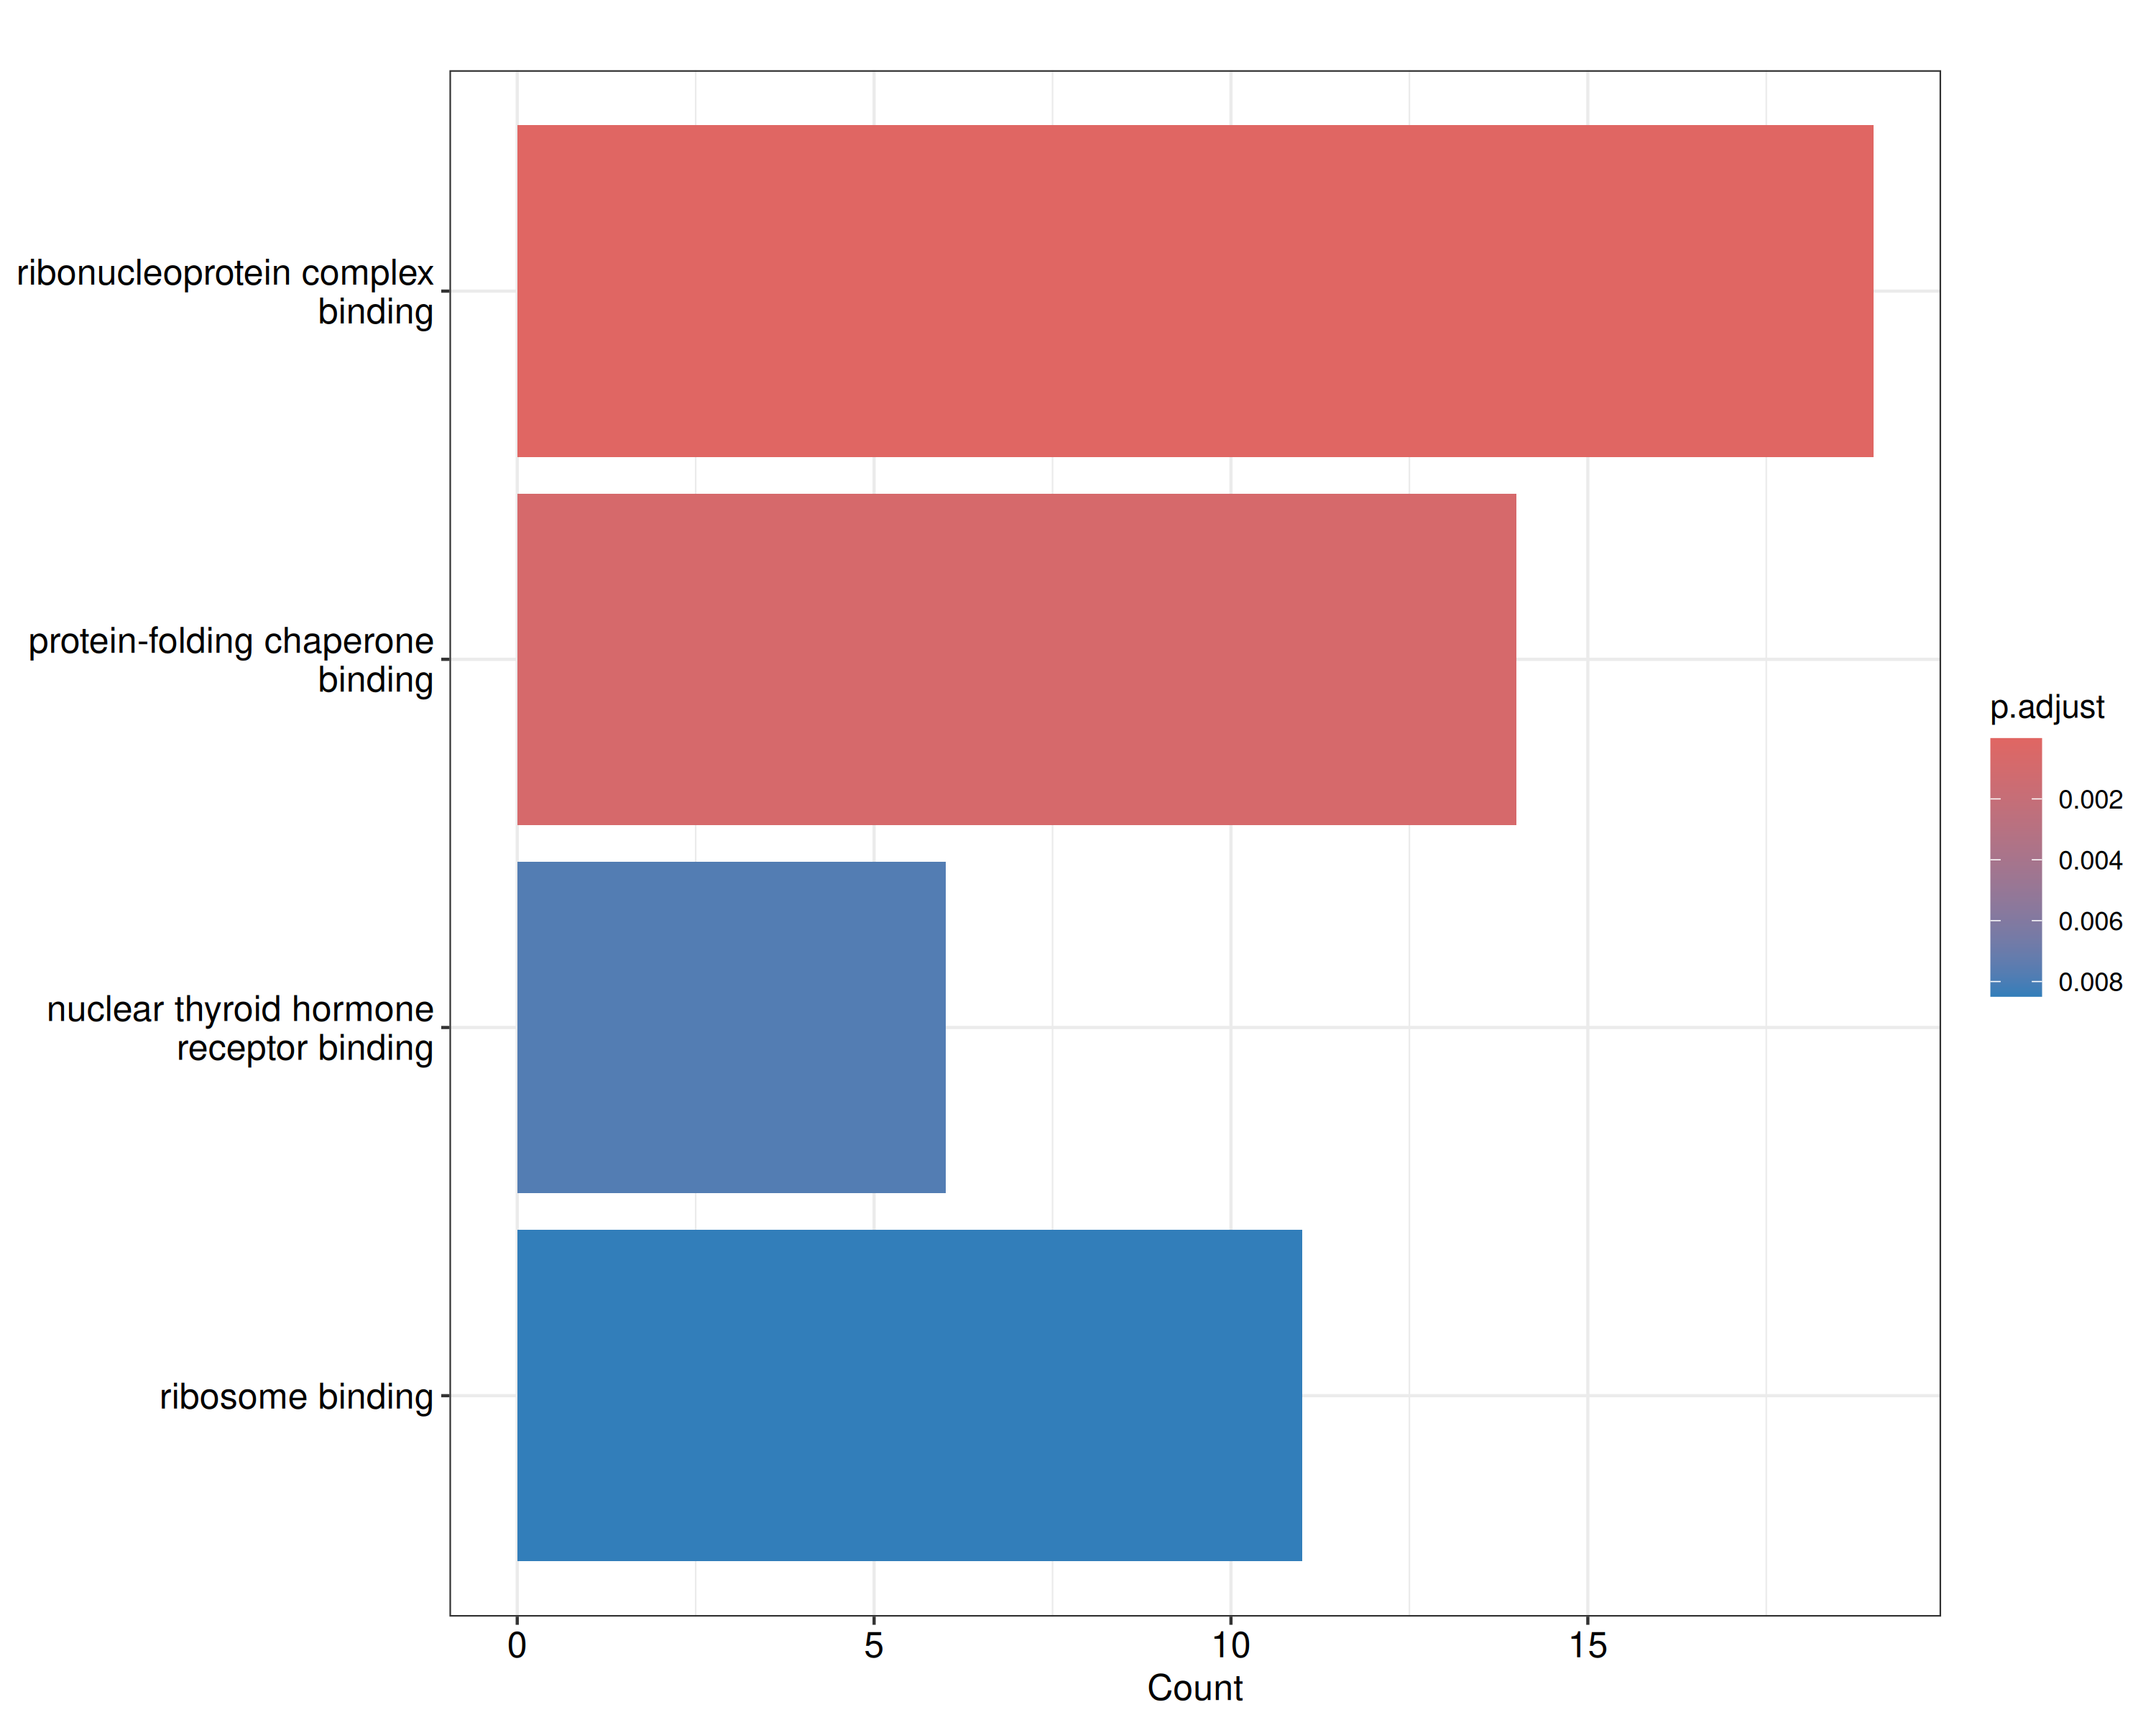 ribonucleoprotein complex
binding
protein-folding chaperone
binding
nuclear thyroid hormone
receptor binding
ribosome binding
0
5
10
15
Count
p.adjust
0.002
0.004
0.006
0.008